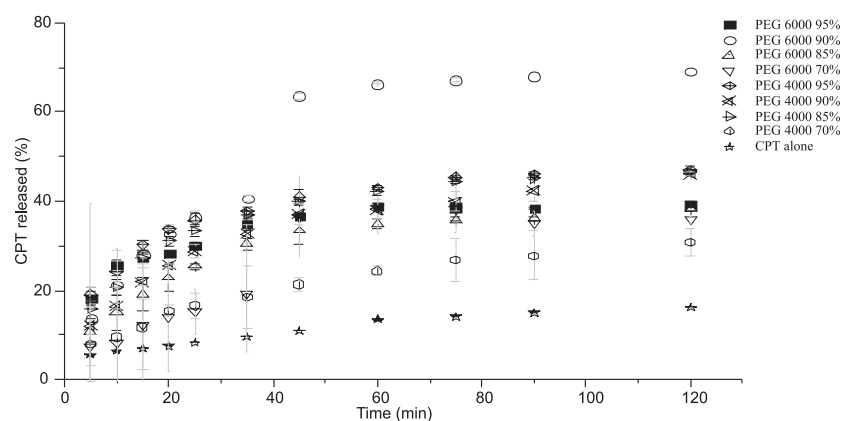 80
60
40
20
0
CPT released (%)
0 20 40 60 80 100 120
Time (min)
PEG 6000 95%
PEG 6000 90%
PEG 6000 85%
PEG 6000 70%
PEG 4000 95%
PEG 4000 90%
PEG 4000 85%
PEG 4000 70%
CPT alone